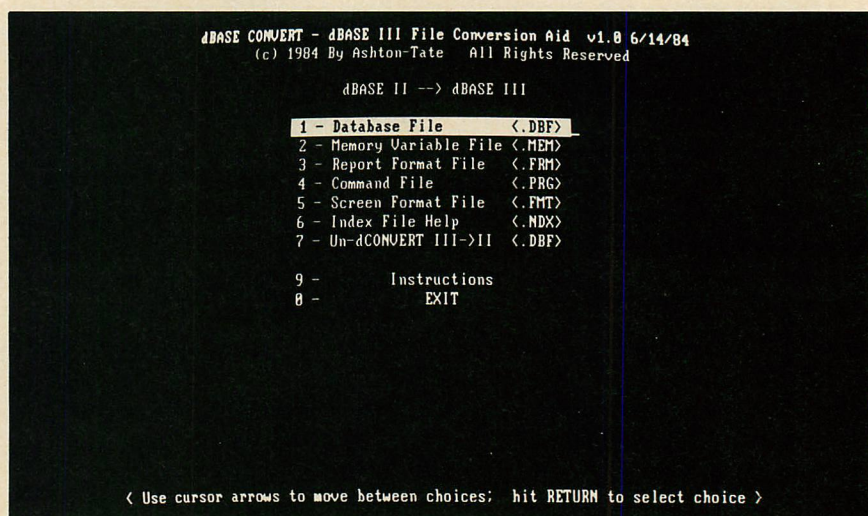 dBASE CONVERT - dBASE III File Conversion Aid v1.0 6/14/84
(c) 1984 By Ashton-Tate All Rights Reserved
dBASE II --> dBASE III
1 - Database File <.DBF>
2 - Memory Variable File <.MEM>
3 - Report Format File <.FRM>
4 - Command File <.PRG>
5 - Screen Format File <.FMT>
6 - Index File Help <.NDX>
7 - Un-dCONVERT III->II <.DBF>
9 - Instructions
0 - EXIT
< Use cursor arrows to move between choices; hit RETURN to select choice >